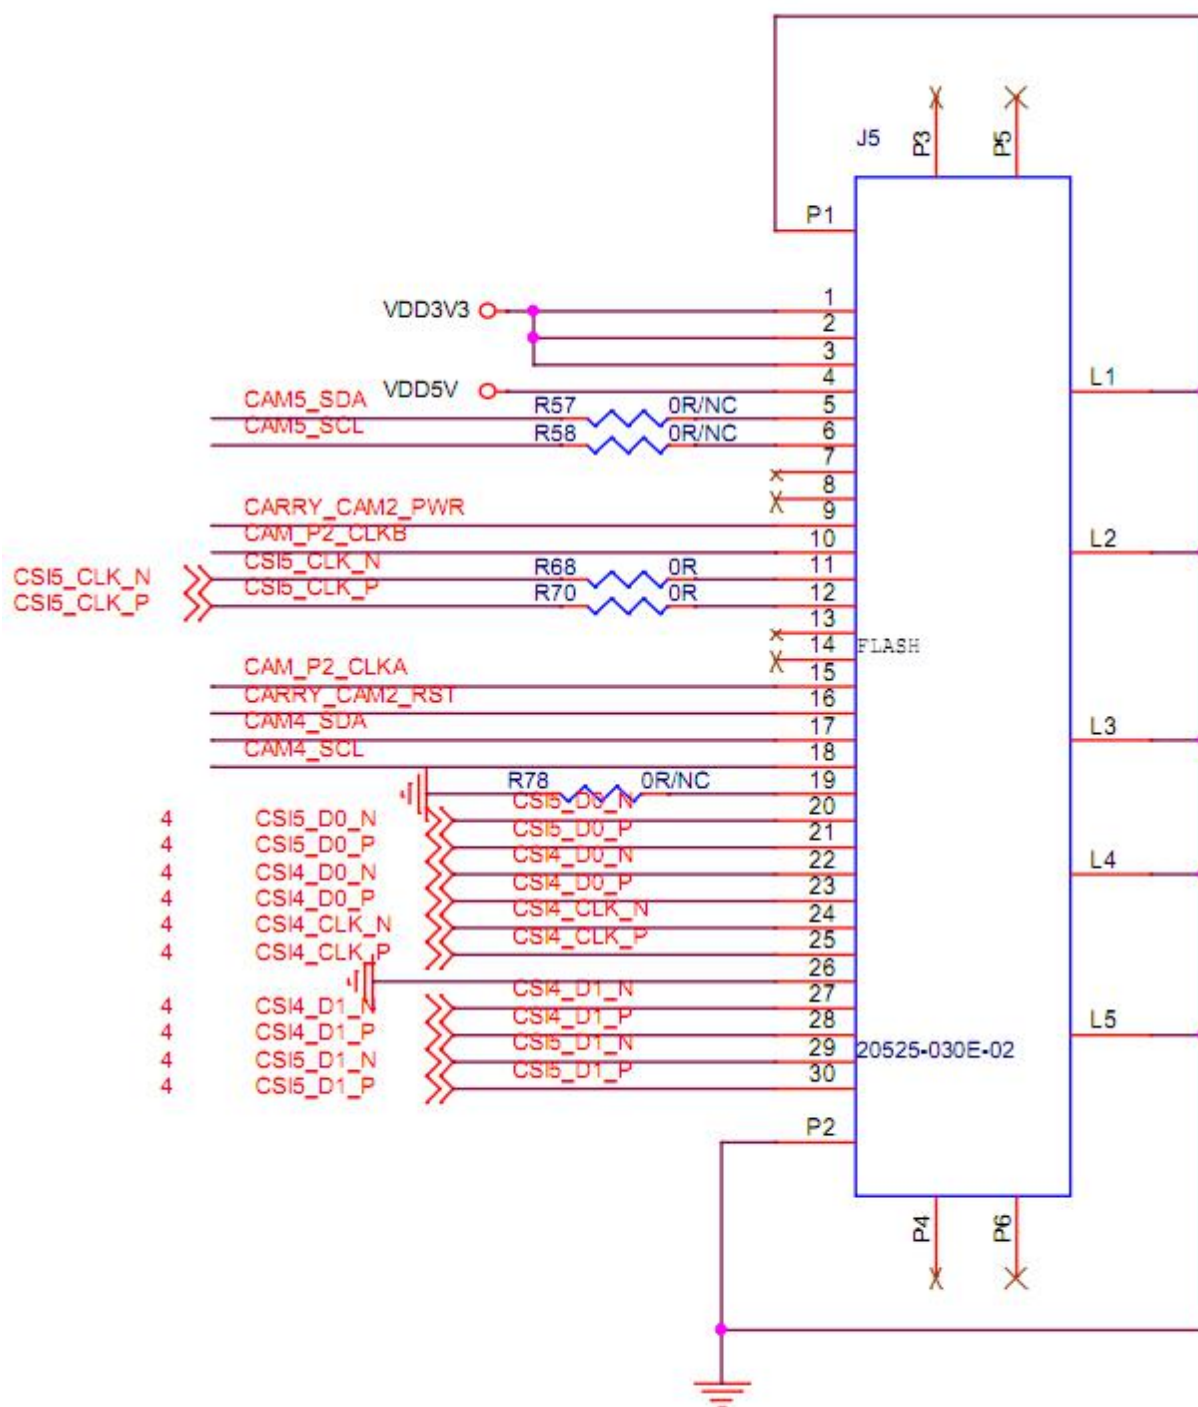 J5
P3
P5
P1
1
VDD3V3
2
3
4
VDD5V
CAM5_SDA
R57
0R/NC
5
CAM5_SCL
R58
0R/NC
6
7
8
CARRY_CAM2_PWR
9
CAM_P2_CLKB
10
CSI5_CLK_N
CSI5_CLK_N
R68
0R
11
CSI5_CLK_P
CSI5_CLK_P
R70
0R
12
13
14
FLASH
CAM_P2_CLKA
15
CARRY_CAM2_RST
16
CAM4_SDA
17
CAM4_SCL
18
R78
0R/NC
19
4
CSI5_D0_N
CSI5_D0_N
20
4
CSI5_D0_P
CSI5_D0_P
21
4
CSI4_D0_N
CSI4_D0_N
22
4
CSI4_D0_P
CSI4_D0_P
23
4
CSI4_CLK_N
CSI4_CLK_N
24
4
CSI4_CLK_P
CSI4_CLK_P
25
26
4
CSI4_D1_N
CSI4_D1_N
27
4
CSI4_D1_P
CSI4_D1_P
28
4
CSI5_D1_N
CSI5_D1_N
29
20525-030E-02
4
CSI5_D1_P
CSI5_D1_P
30
P2
L1
L2
L3
L4
L5
P4
P6